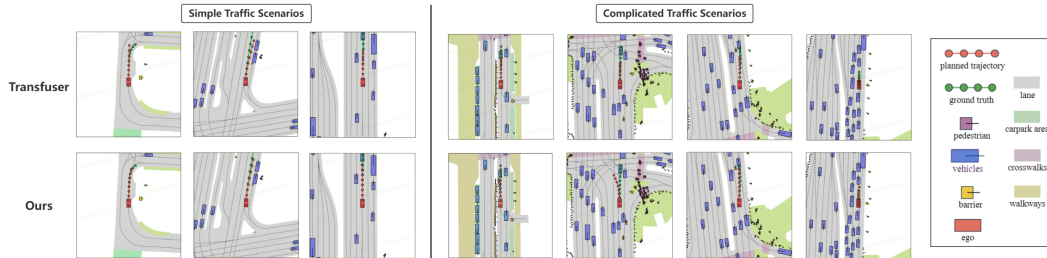 Simple Traffic Scenarios
Complicated Traffic Scenarios
Transfuser
Ours
planned trajectory
ground truth
lane
pedestrian
carpark area
vehicles
crosswalks
barrier
walkways
ego